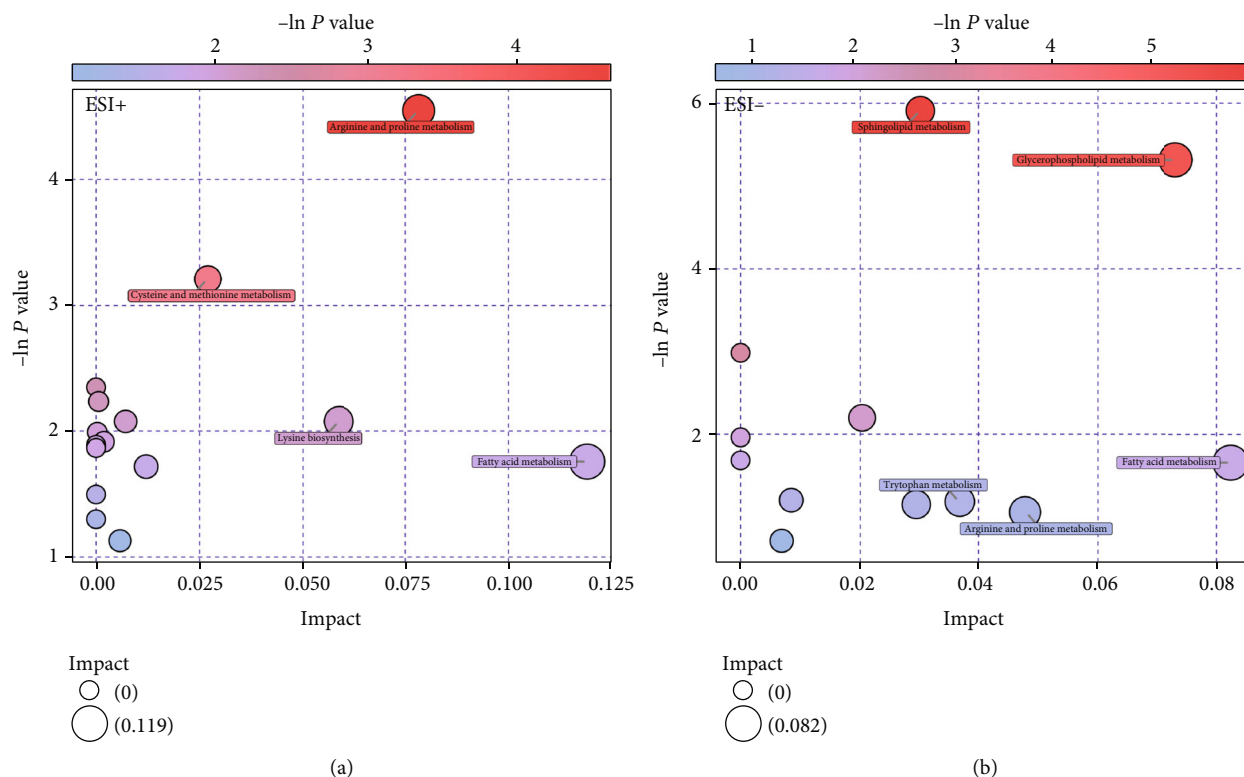 –ln P value
2 3 4
ESI+
Arginine and proline metabolism
Cysteine and methionine metabolism
Lysine biosynthesis
Fatty acid metabolism
–ln P value
4
3
2
1
0.00 0.025 0.050 0.075 0.100 0.125
Impact
Impact
(0)
(0.119)
(a)
–ln P value
1 2 3 4 5
ESI–
Sphingolipid metabolism
Glycerophospholipid metabolism
Fatty acid metabolism
Trytophan metabolism
Arginine and proline metabolism
–ln P value
6
4
2
0.00 0.02 0.04 0.06 0.08
Impact
Impact
(0)
(0.082)
(b)